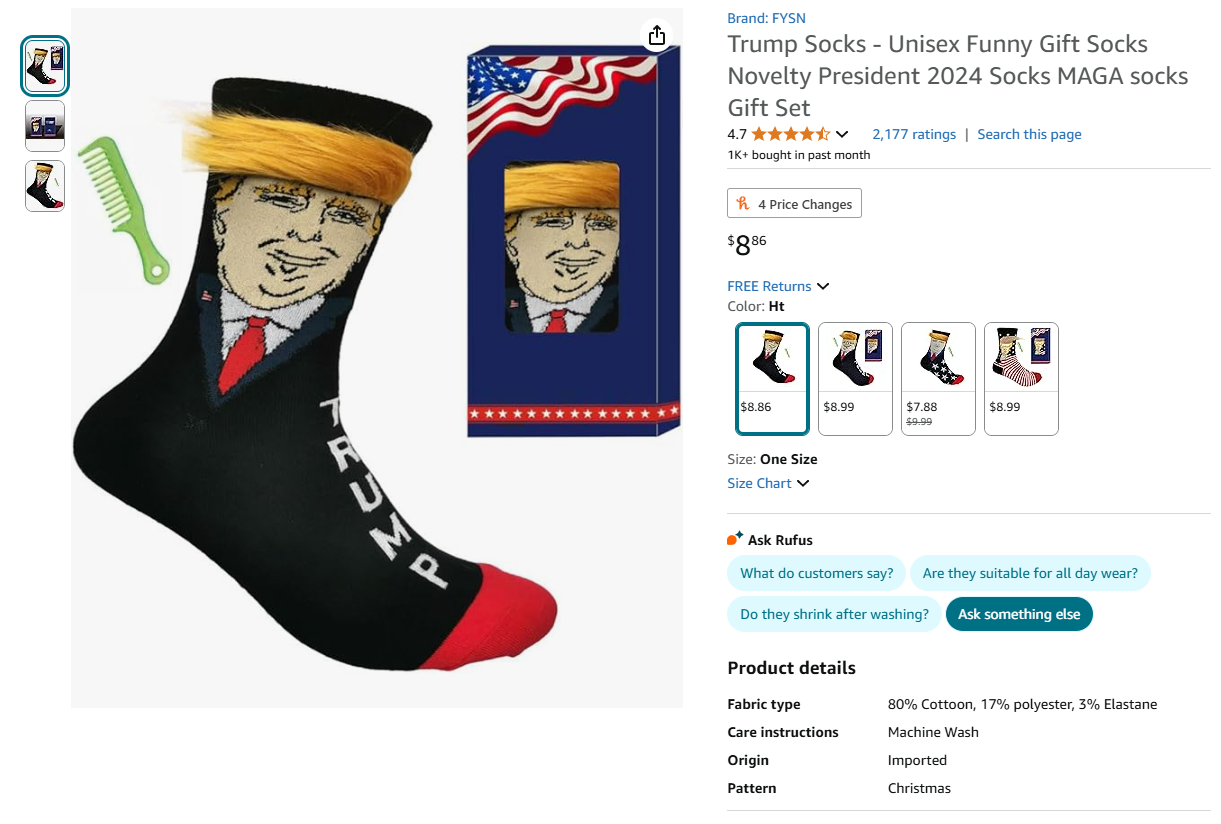 TRUMP
Brand: FYSN
Trump Socks - Unisex Funny Gift Socks
Novelty President 2024 Socks MAGA socks
Gift Set
4.7
2,177 ratings | Search this page
1K+ bought in past month
4 Price Changes
$8 86
FREE Returns
Color: Ht
$8.86
$8.99
$7.88
$9.99
$8.99
Size: One Size
Size Chart
Ask Rufus
What do customers say?
Are they suitable for all day wear?
Do they shrink after washing?
Ask something else
Product details
Fabric type 80% Cottoon, 17% polyester, 3% Elastane
Care instructions Machine Wash
Origin Imported
Pattern Christmas